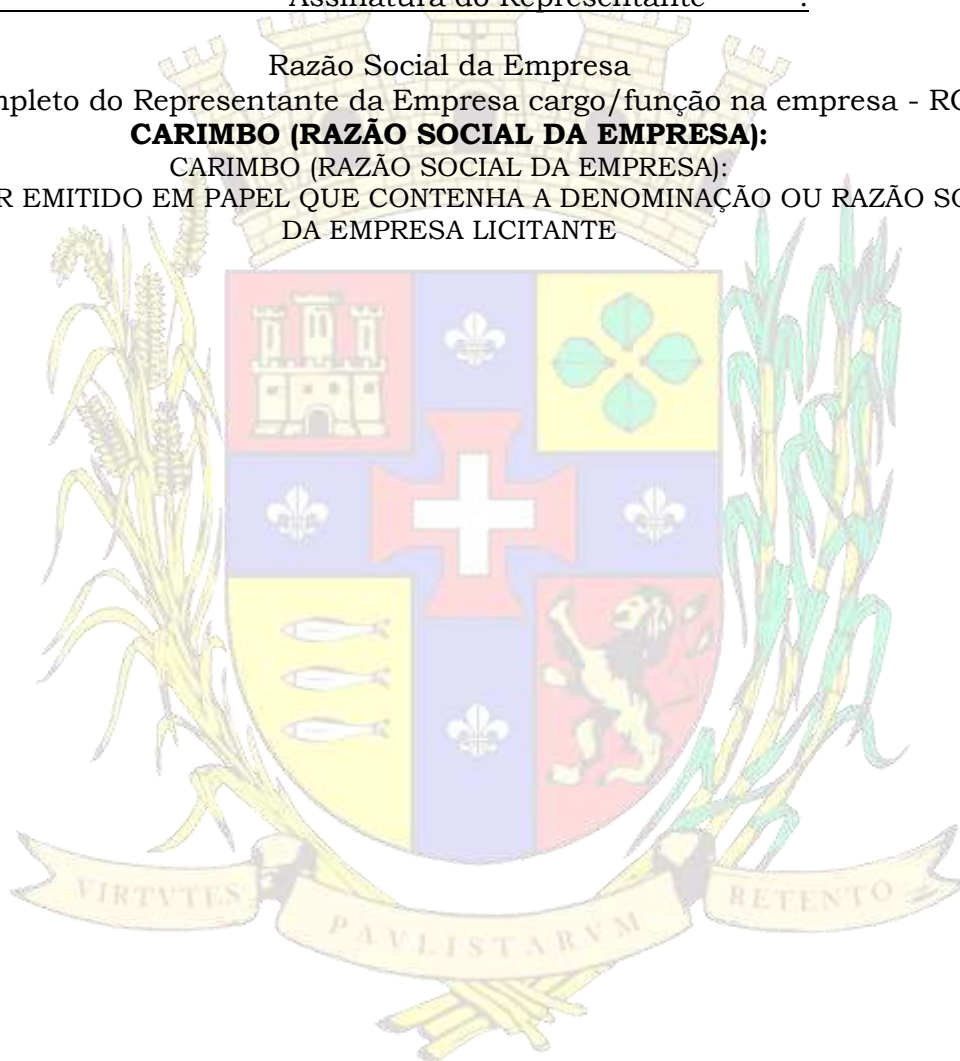 Assinatura do Representante .
Razão Social da Empresa
mpleto do Representante da Empresa cargo/função na empresa - RG
CARIMBO (RAZÃO SOCIAL DA EMPRESA):
CARIMBO (RAZÃO SOCIAL DA EMPRESA):
R EMITIDO EM PAPEL QUE CONTENHA A DENOMINAÇÃO OU RAZÃO SO
DA EMPRESA LICITANTE
VIRTVTES PAVLISTARVM RETENTO